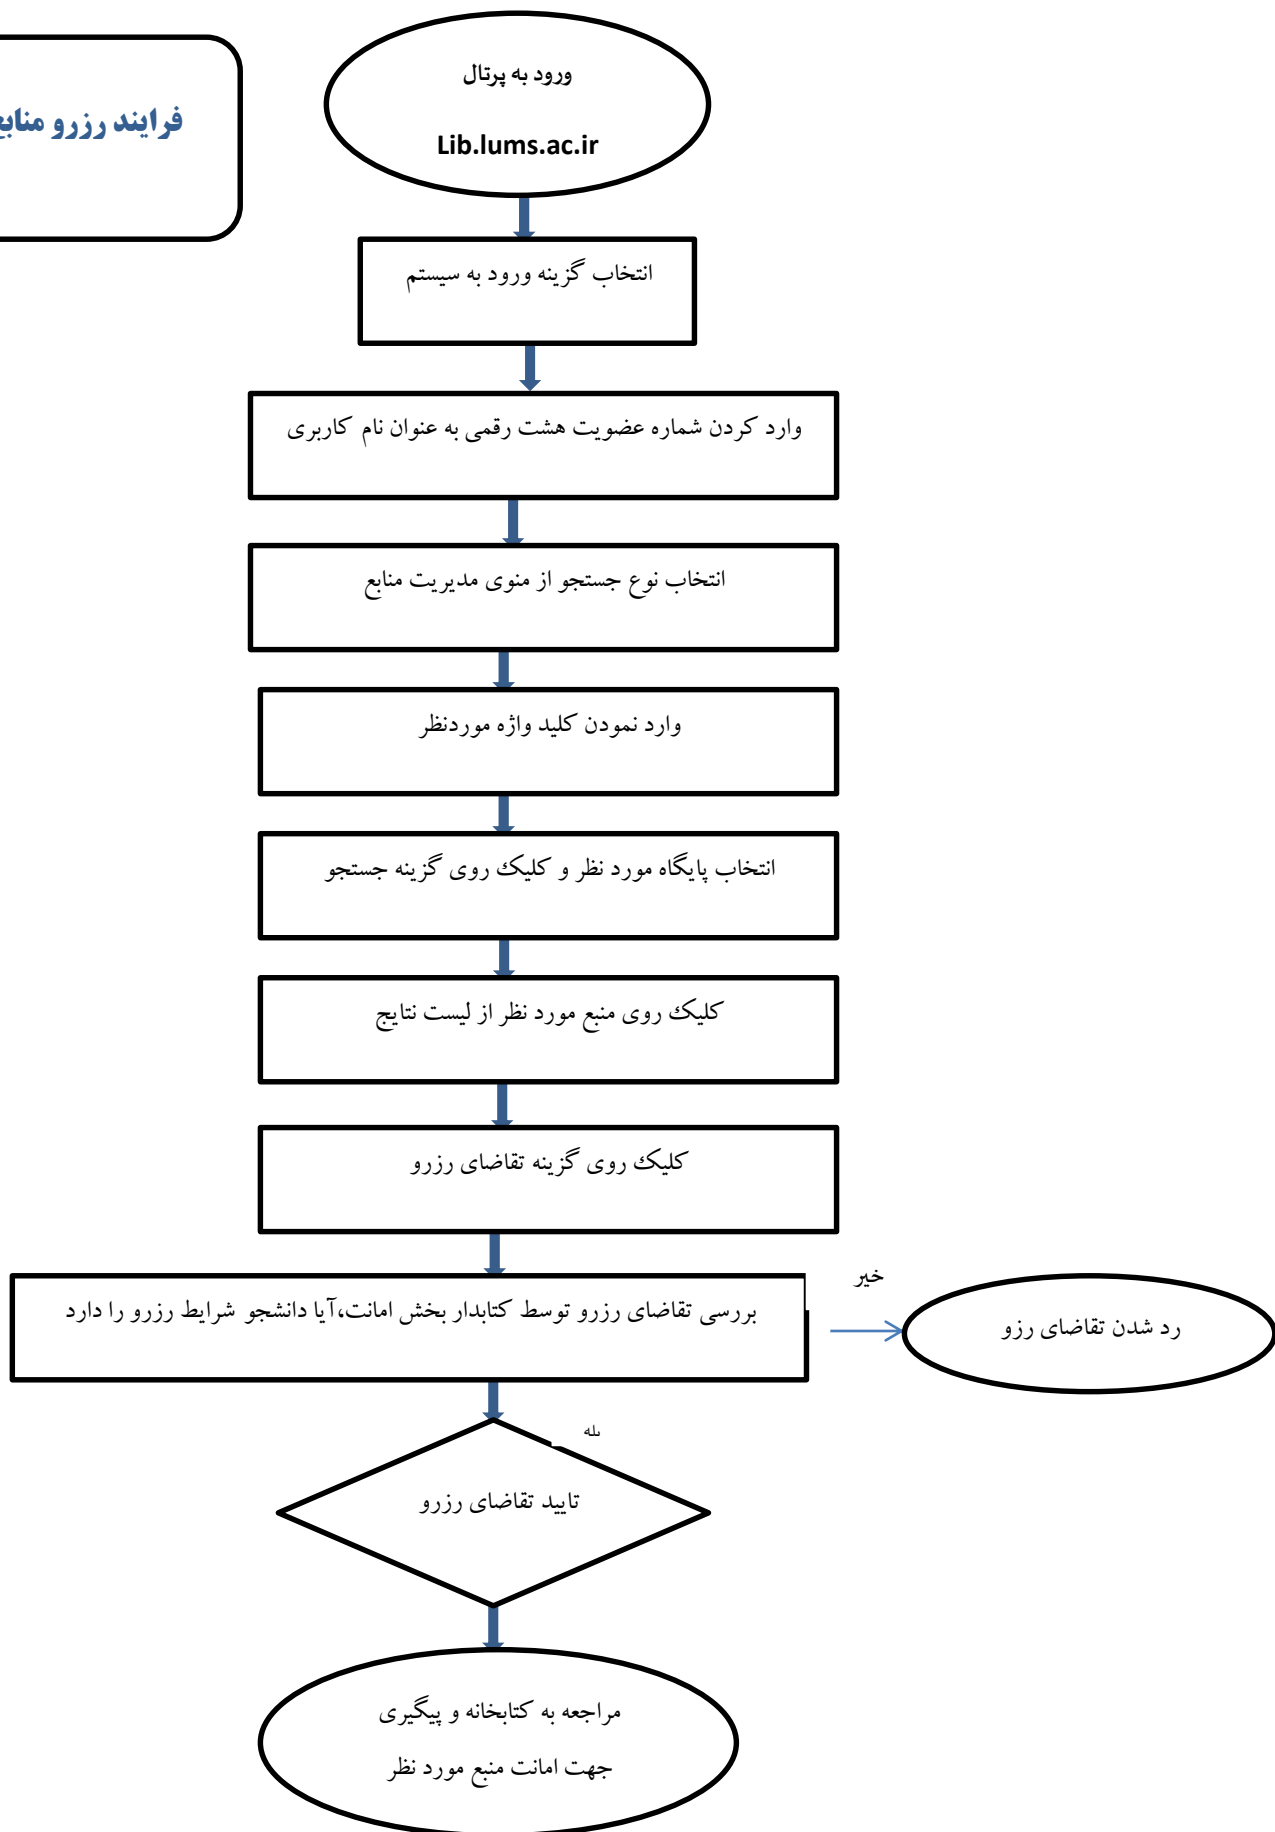 فرایند رزرو منابع
ورود به پرتال
Lib.lums.ac.ir
انتخاب گزینه ورود به سیستم
وارد کردن شماره عضویت هشت رقمی به عنوان نام کاربری
انتخاب نوع جستجو از منوی مدیریت منابع
وارد نمودن کلید واژه موردنظر
انتخاب پایگاه مورد نظر و کلیک روی گزینه جستجو
کلیک روی منبع مورد نظر از لیست نتایج
کلیک روی گزینه تقاضای رزرو
خیر
بررسی تقاضای رزرو توسط کتابدار بخش امانت،آیا دانشجو شرایط رزرو را دارد
رد شدن تقاضای رزو
بله
تایید تقاضای رزرو
مراجعه به کتابخانه و پیگیری
جهت امانت منبع مورد نظر